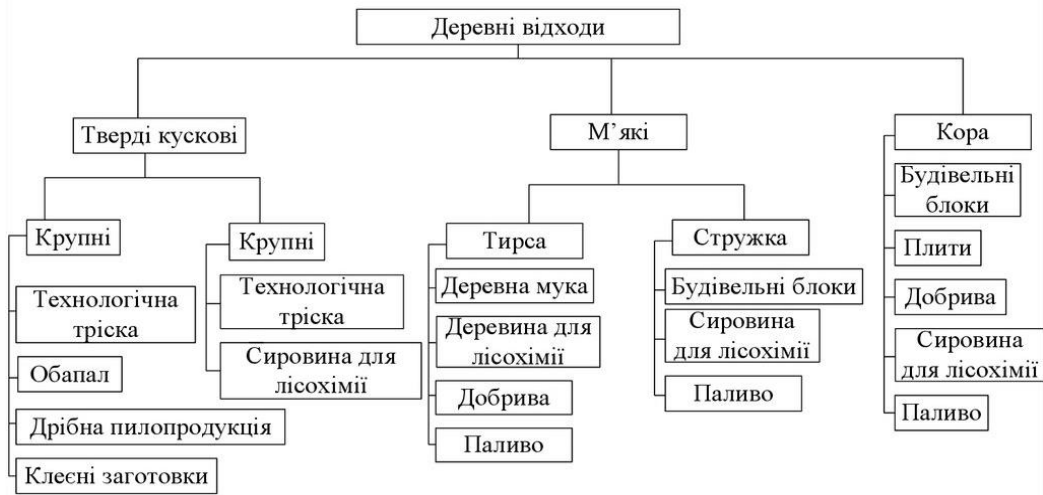 Деревні відходи
Тверді кускові
М’які
Кора
Крупні
Технологічна
тріска
Обапал
Дрібна пилопродукція
Клеєні заготовки
Крупні
Технологічна
тріска
Сировина для
лісохімії
Тирса
Деревна мука
Деревина для
лісохімії
Добрива
Паливо
Стружка
Будівельні блоки
Сировина
для лісохімії
Паливо
Будівельні
блоки
Плити
Добрива
Сировина
для лісохімії
Паливо